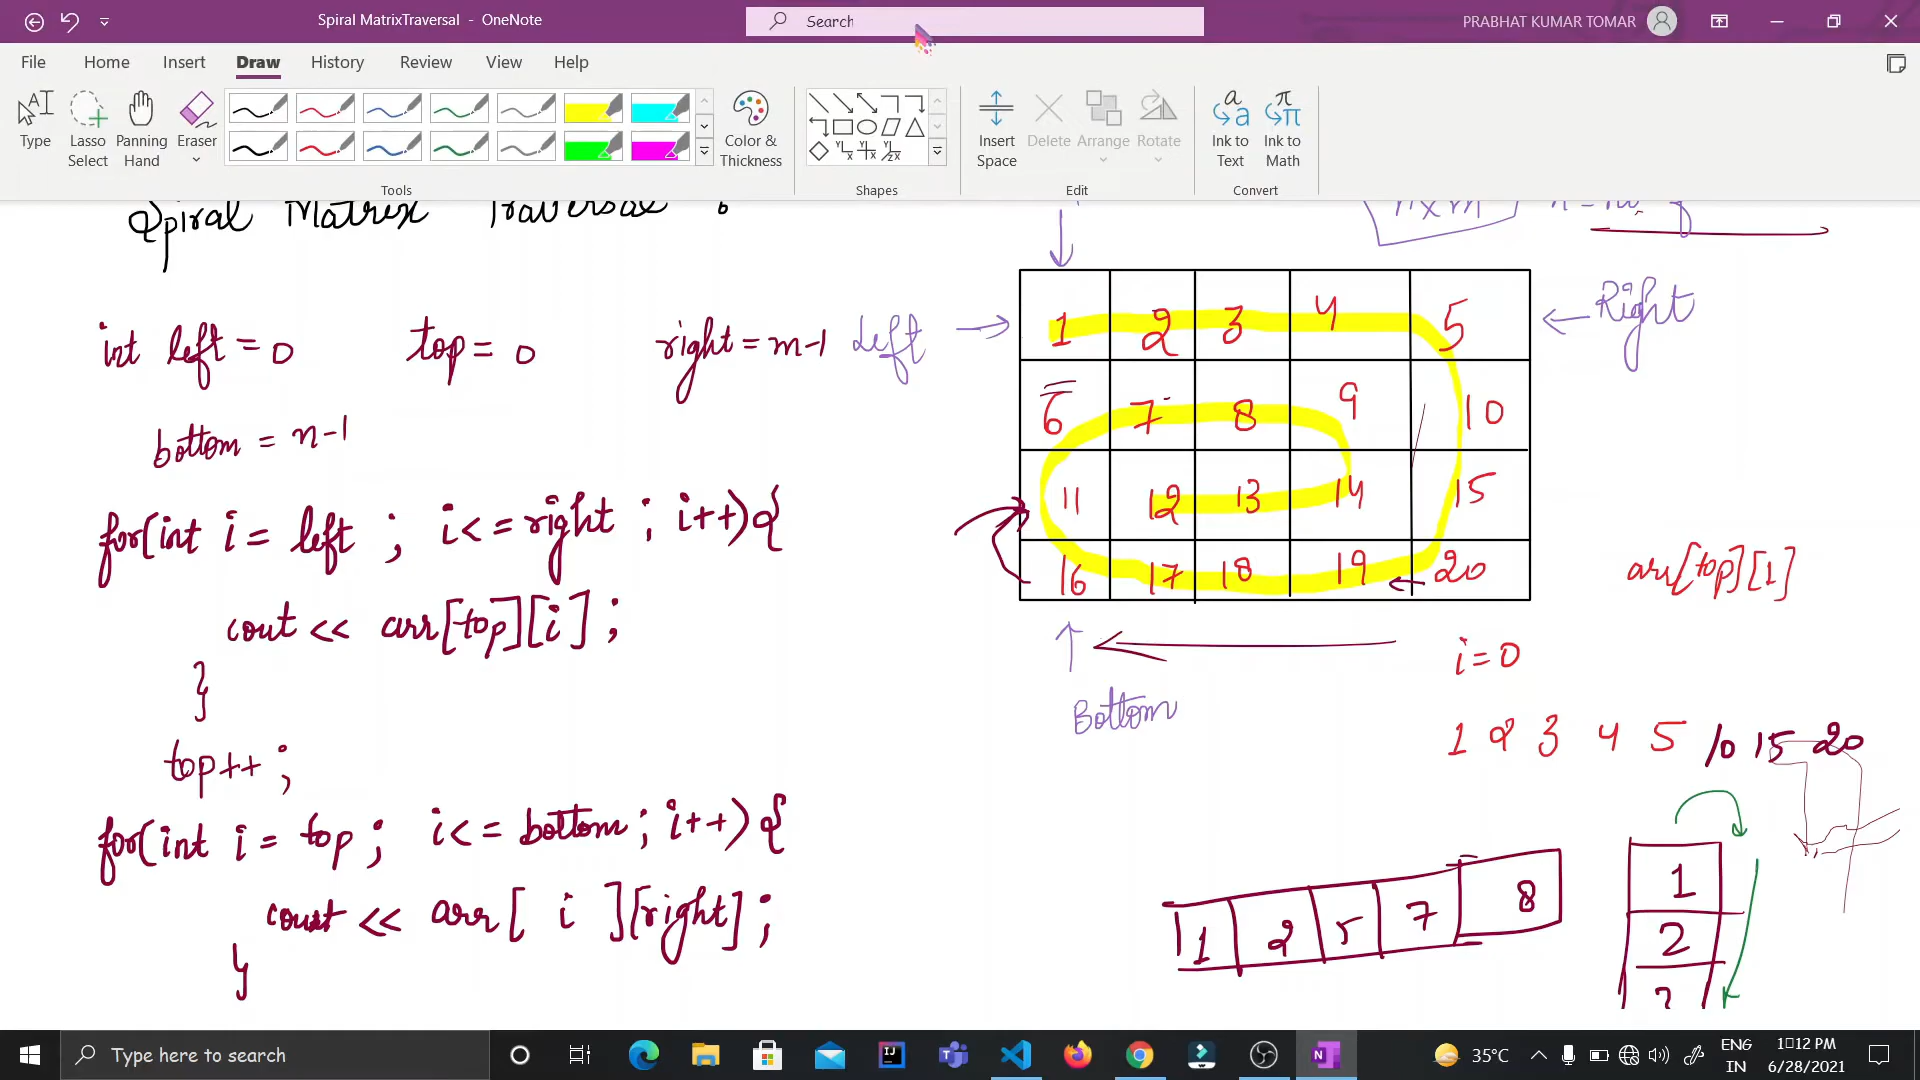 Spiral MatrixTraversal - OneNote
Search
PRABHAT KUMAR TOMAR
File Home Insert Draw History Review View Help
Type
Lasso Select
Panning Hand
Eraser
Color & Thickness
Insert Space
Delete
Arrange
Rotate
Ink to Text
Ink to Math
Tools
Shapes
Edit
Convert
Spiral Matrix Traversal
n x m
int left = 0 top = 0 right = m-1
bottom = n-1
for(int i = left ; i<=right ; i++){
cout << arr[top][i] ;
}
top++ ;
for(int i = top ; i<= bottom ; i++){
cout << arr[ i ][right] ;
}
Left
Right
1 2 3 4 5
6 7 8 9 10
11 12 13 14 15
16 17 18 19 20
Bottom
arr[top][1]
i=0
1 2 3 4 5 10 15 20
1 2 5 7 8
1
2
Type here to search
35°C
ENG
IN
1:12 PM
6/28/2021